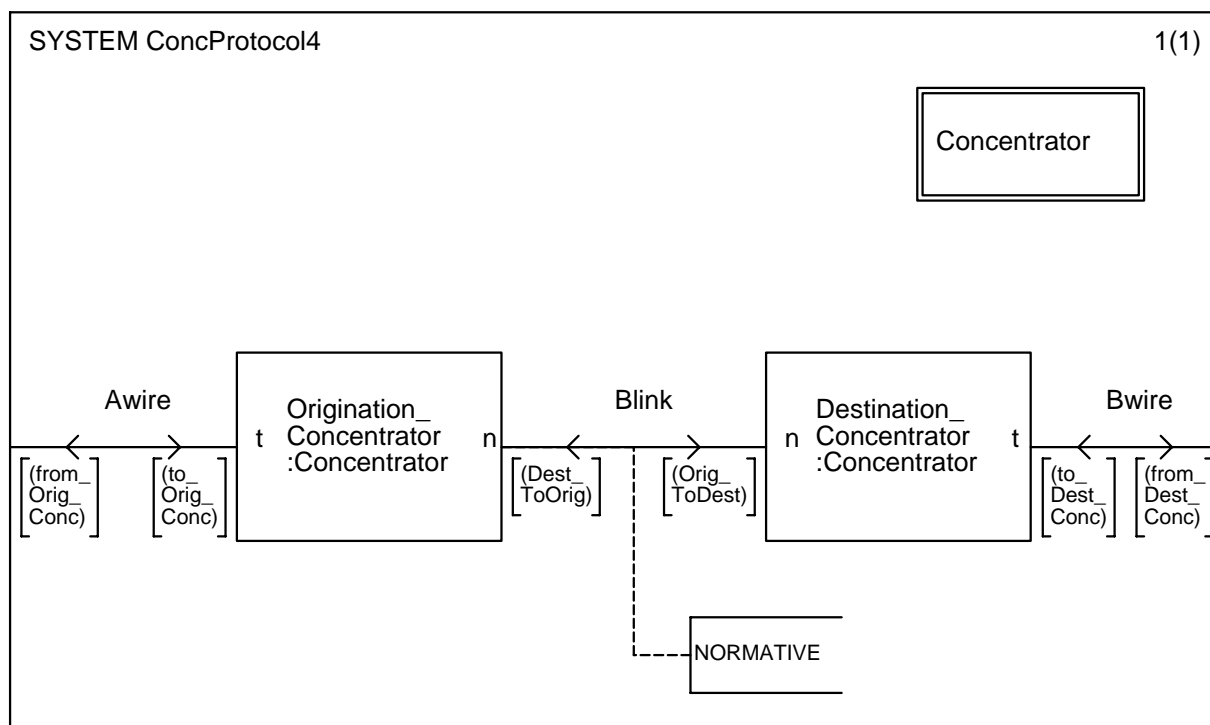 SYSTEM ConcProtocol4
1(1)
Concentrator
Awire
t
Origination_
Concentrator
:Concentrator
n
Blink
n
Destination_
Concentrator
:Concentrator
t
Bwire
(from_
Orig_
Conc)
(to_
Orig_
Conc)
(Dest_
ToOrig)
(Orig_
ToDest)
(to_
Dest_
Conc)
(from_
Dest_
Conc)
NORMATIVE